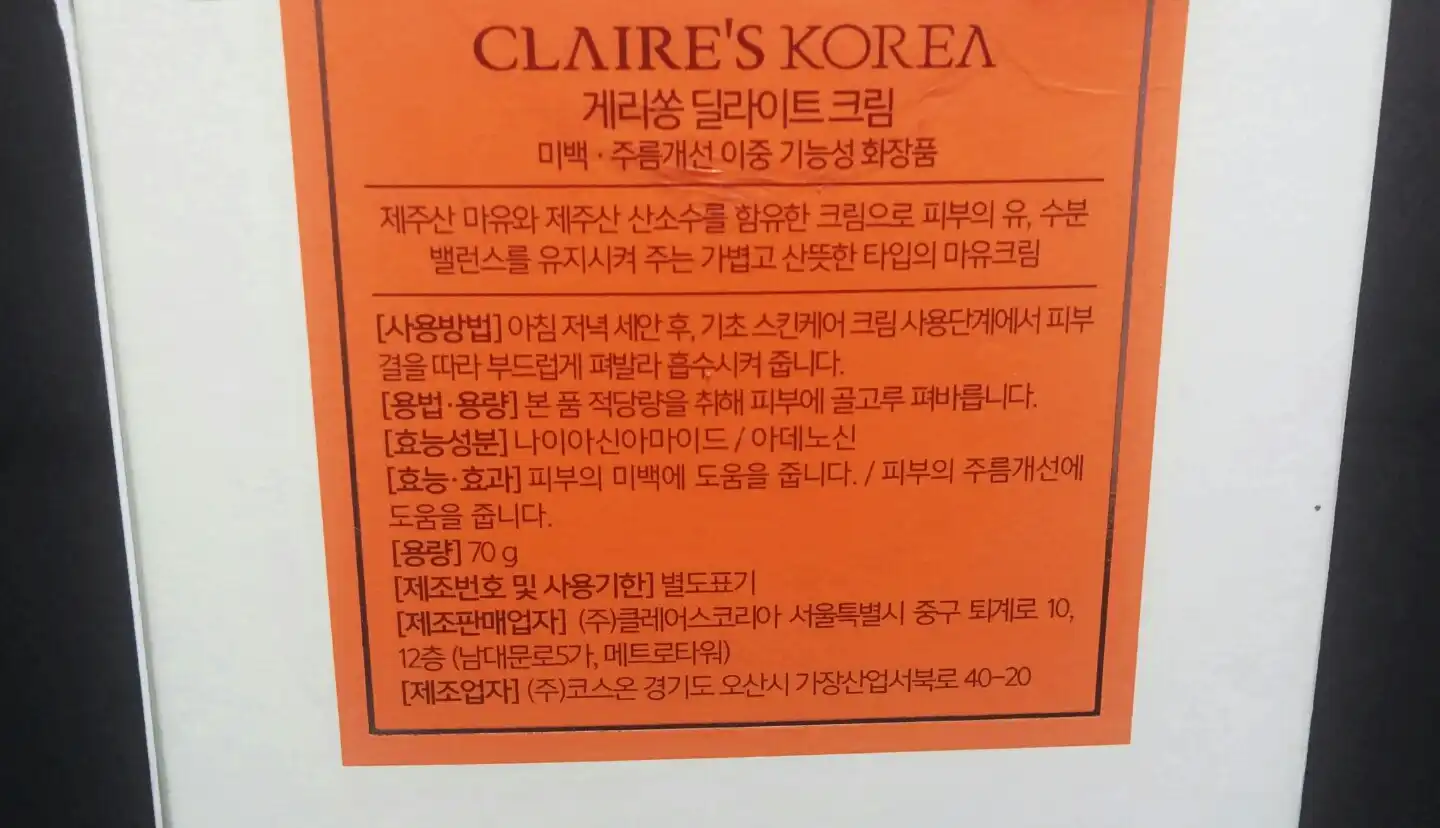 CLAIRE'S KOREA
게리쏭 딜라이트 크림
미백 · 주름개선 이중 기능성 화장품
제주산 마유와 제주산 산소수를 함유한 크림으로 피부의 유, 수분
밸런스를 유지시켜 주는 가볍고 산뜻한 타입의 마유크림
[사용방법] 아침 저녁 세안 후, 기초 스킨케어 크림 사용단계에서 피부
결을 따라 부드럽게 펴발라 흡수시켜 줍니다.
[용법·용량] 본 품 적당량을 취해 피부에 골고루 펴바릅니다.
[효능성분] 나이아신아마이드 / 아데노신
[효능·효과] 피부의 미백에 도움을 줍니다. / 피부의 주름개선에
도움을 줍니다.
[용량] 70 g
[제조번호 및 사용기한] 별도표기
[제조판매업자] (주)클레어스코리아 서울특별시 중구 퇴계로 10,
12층 (남대문로5가, 메트로타워)
[제조업자] (주)코스온 경기도 오산시 가장산업서북로 40-20